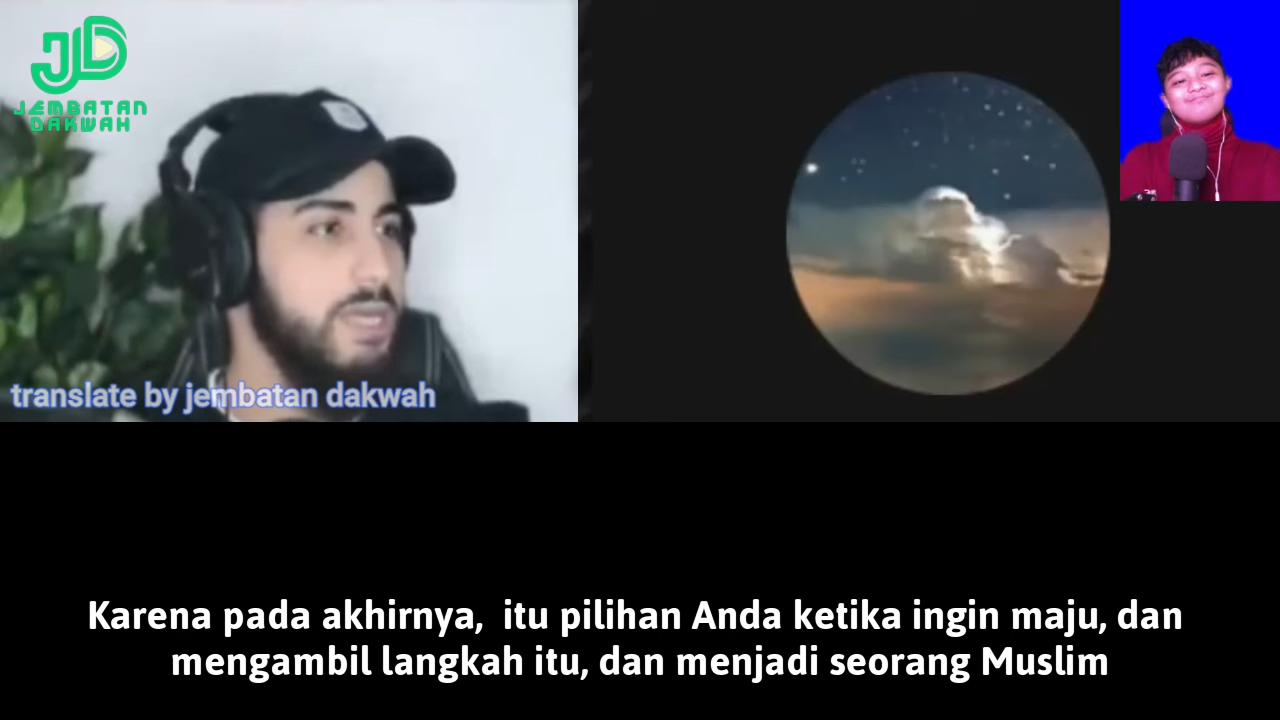 JEMBATAN
DAKWAH
translate by jembatan dakwah
Karena pada akhirnya, itu pilihan Anda ketika ingin maju, dan
mengambil langkah itu, dan menjadi seorang Muslim